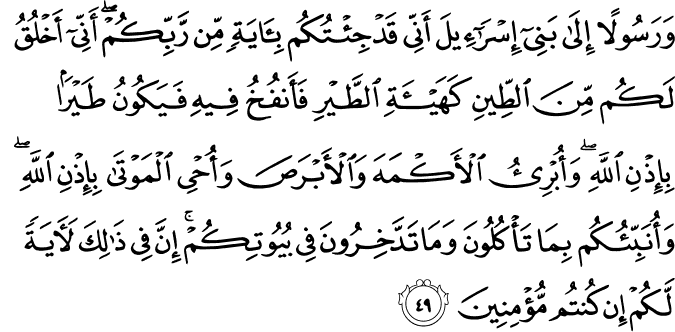 وَرَسُولًا إِلَىٰ بَنِىٓ إِسْرَٰٓءِيلَ أَنِّى قَدْ جِئْتُكُم بِـَٔايَةٍ مِّن رَّبِّكُمْ ۖ أَنِّىٓ أَخْلُقُ
لَكُم مِّنَ ٱلطِّينِ كَهَيْـَٔةِ ٱلطَّيْرِ فَأَنفُخُ فِيهِ فَيَكُونُ طَيْرًۢا
بِإِذْنِ ٱللَّهِ ۖ وَأُبْرِئُ ٱلْأَكْمَهَ وَٱلْأَبْرَصَ وَأُحْىِ ٱلْمَوْتَىٰ بِإِذْنِ ٱللَّهِ ۖ
وَأُنَبِّئُكُم بِمَا تَأْكُلُونَ وَمَا تَدَّخِرُونَ فِى بُيُوتِكُمْ ۚ إِنَّ فِى ذَٰلِكَ لَـَٔايَةً
لَّكُمْ إِن كُنتُم مُّؤْمِنِينَ ٤٩